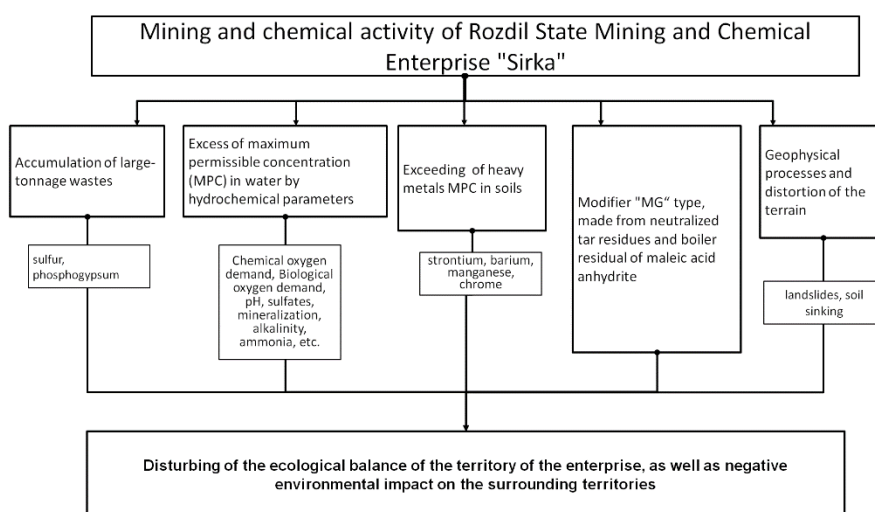 Mining and chemical activity of Rozdil State Mining and Chemical
Enterprise "Sirka"
Accumulation of large-
tonnage wastes
Excess of maximum
permissible concentration
(MPC) in water by
hydrochemical parameters
Exceeding of heavy
metals MPC in soils
Modifier "MG“ type,
made from neutralized
tar residues and boiler
residual of maleic acid
anhydrite
Geophysical
processes and
distortion of the
terrain
sulfur,
phosphogypsum
Chemical oxygen
demand, Biological
oxygen demand,
pH, sulfates,
mineralization,
alkalinity,
ammonia, etc.
strontium, barium,
manganese,
chrome
landslides, soil
sinking
Disturbing of the ecological balance of the territory of the enterprise, as well as negative
environmental impact on the surrounding territories